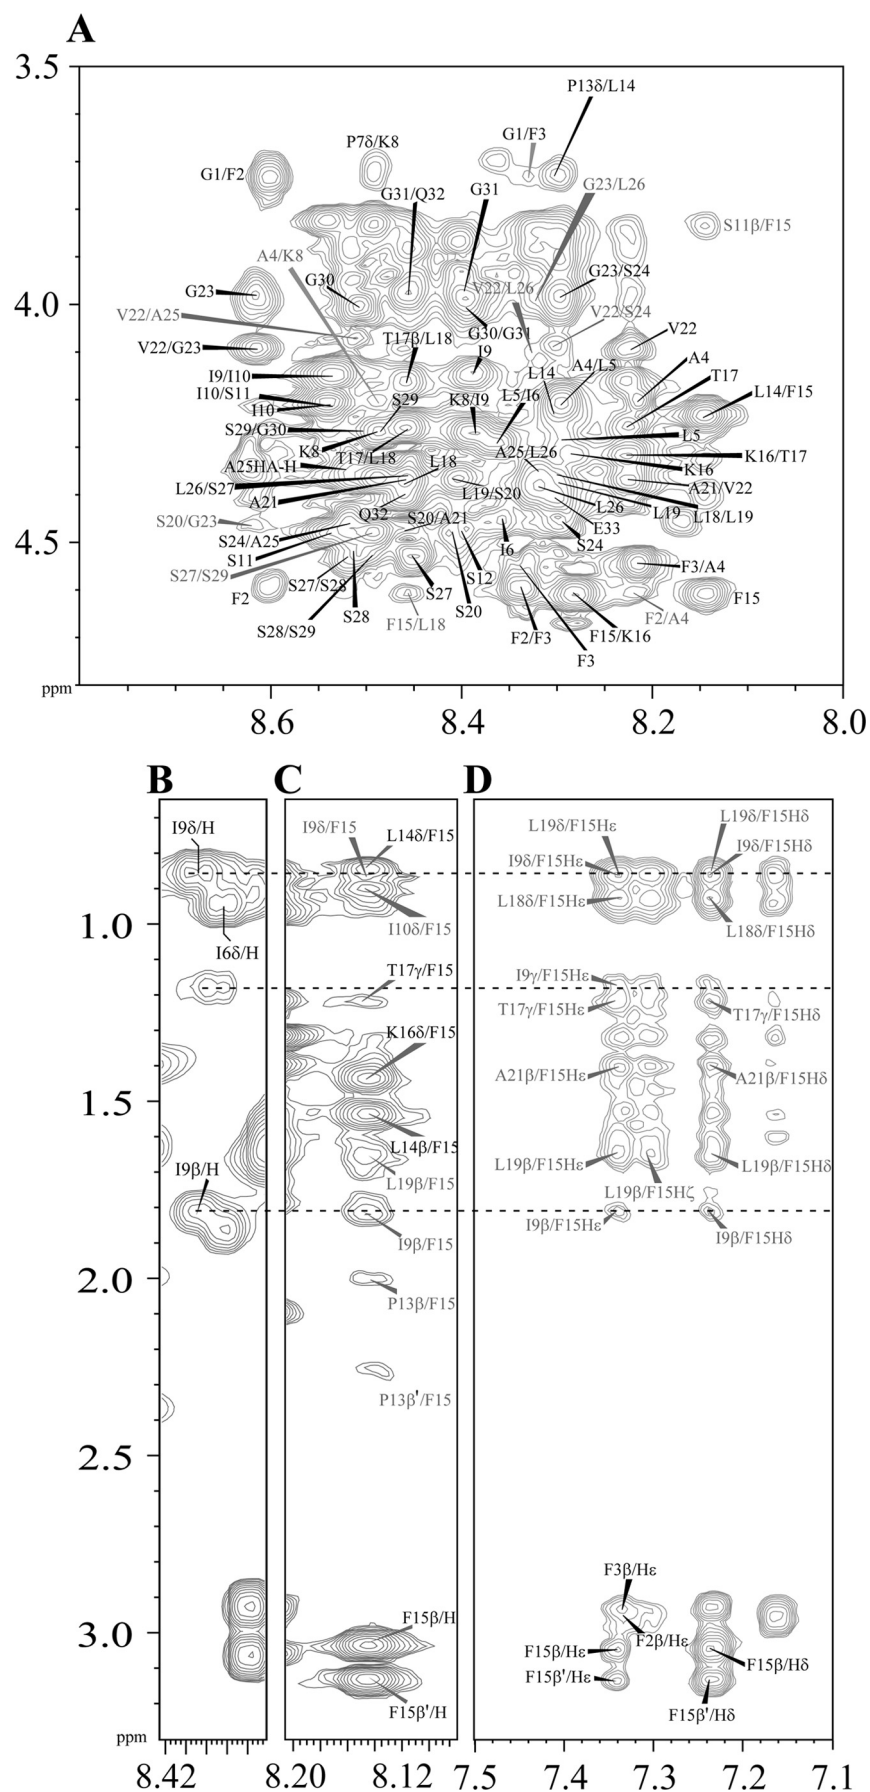 A
3.5
P13δ/L14
G1/F3
P7δ/K8
G1/F2
G31/Q32
G31
G23/L26
S11β/F15
A4/K8
G30
V22/L26
G23/S24
G23
4.0
V22/A25
G30/G31
V22/S24
V22
V22/G23
T17β/L18
I9
A4
I9/I10
L14
A4/L5
T17
I10/S11
S29
K8/I9
L5/I6
L14/F15
I10
S29/G30
L5
K8
T17/L18
A25/L26
K16/T17
A25HA-H
L18
K16
L26/S27
L19/S20
A21/V22
A21
L26
L19
L18/L19
Q32
S20/G23
S20/A21
E33
S24/A25
S24
4.5
S11
I6
S27/S29
S12
F3/A4
S27/S28
S27
F2
S28
S20
F15
S28/S29
F15/L18
F2/F3
F15/K16
F2/A4
F3
ppm
8.6
8.4
8.2
8.0
B
C
D
I9δ/H
I9δ/F15
L14δ/F15
L19δ/F15Hε
L19δ/F15Hδ
I9δ/F15Hε
I9δ/F15Hδ
L18δ/F15Hε
1.0
I10δ/F15
L18δ/F15Hδ
I6δ/H
T17γ/F15
I9γ/F15Hε
T17γ/F15Hε
T17γ/F15Hδ
K16δ/F15
A21β/F15Hε
A21β/F15Hδ
1.5
L14β/F15
I9β/H
L19β/F15
L19β/F15Hε
L19β/F15Hδ
L19β/F15Hζ
I9β/F15
I9β/F15Hε
I9β/F15Hδ
2.0
P13β/F15
P13β'/F15
2.5
F3β/Hε
F15β/H
3.0
F2β/Hε
F15β/Hε
F15β/Hδ
F15β'/Hε
F15β'/H
F15β'/Hδ
ppm
8.42
8.20
8.12
7.5
7.4
7.3
7.2
7.1